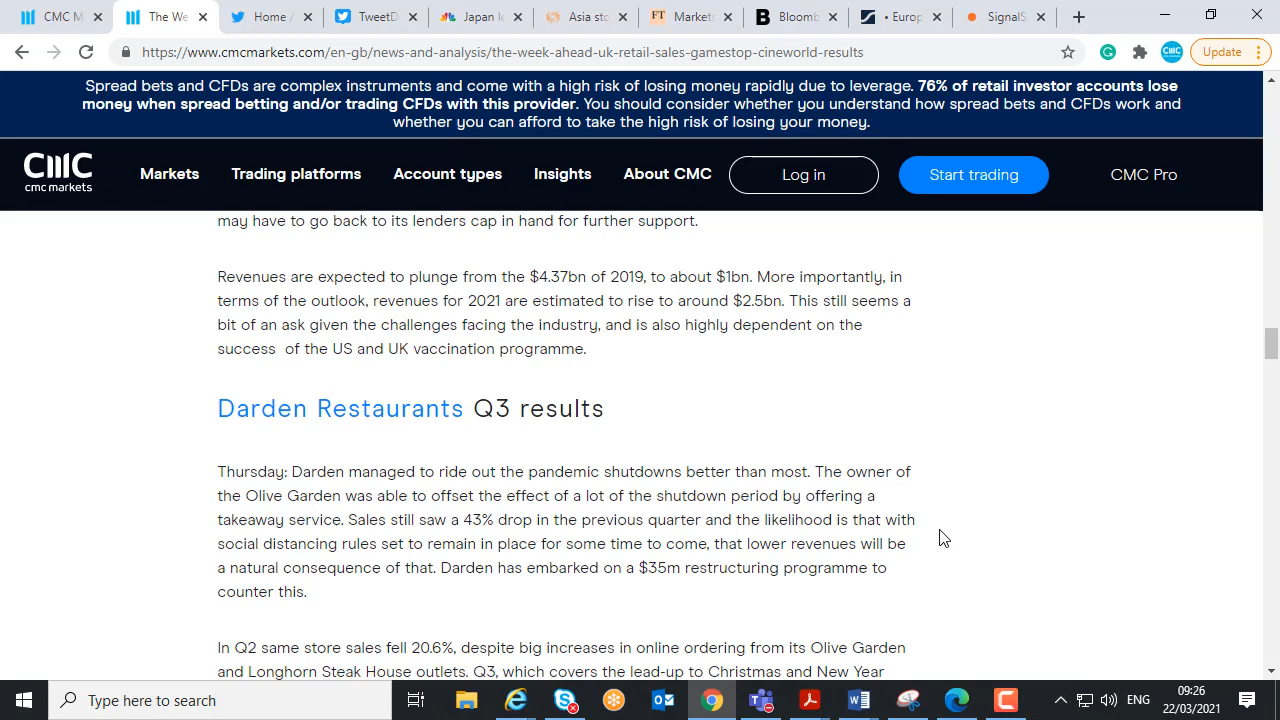 CMC M
The We
Home /
TweetD
Japan I
Asia sto
FT
Markets
Bloomb
• Europ
SignalS
https://www.cmcmarkets.com/en-gb/news-and-analysis/the-week-ahead-uk-retail-sales-gamestop-cineworld-results
Update
Spread bets and CFDs are complex instruments and come with a high risk of losing money rapidly due to leverage. 76% of retail investor accounts lose
money when spread betting and/or trading CFDs with this provider. You should consider whether you understand how spread bets and CFDs work and
whether you can afford to take the high risk of losing your money.
CMC
cmc markets
Markets
Trading platforms
Account types
Insights
About CMC
Log in
Start trading
CMC Pro
may have to go back to its lenders cap in hand for further support.
Revenues are expected to plunge from the $4.37bn of 2019, to about $1bn. More importantly, in
terms of the outlook, revenues for 2021 are estimated to rise to around $2.5bn. This still seems a
bit of an ask given the challenges facing the industry, and is also highly dependent on the
success of the US and UK vaccination programme.
Darden Restaurants Q3 results
Thursday: Darden managed to ride out the pandemic shutdowns better than most. The owner of
the Olive Garden was able to offset the effect of a lot of the shutdown period by offering a
takeaway service. Sales still saw a 43% drop in the previous quarter and the likelihood is that with
social distancing rules set to remain in place for some time to come, that lower revenues will be
a natural consequence of that. Darden has embarked on a $35m restructuring programme to
counter this.
In Q2 same store sales fell 20.6%, despite big increases in online ordering from its Olive Garden
and Longhorn Steak House outlets. Q3, which covers the lead-up to Christmas and New Year
Type here to search
ENG
09:26
22/03/2021